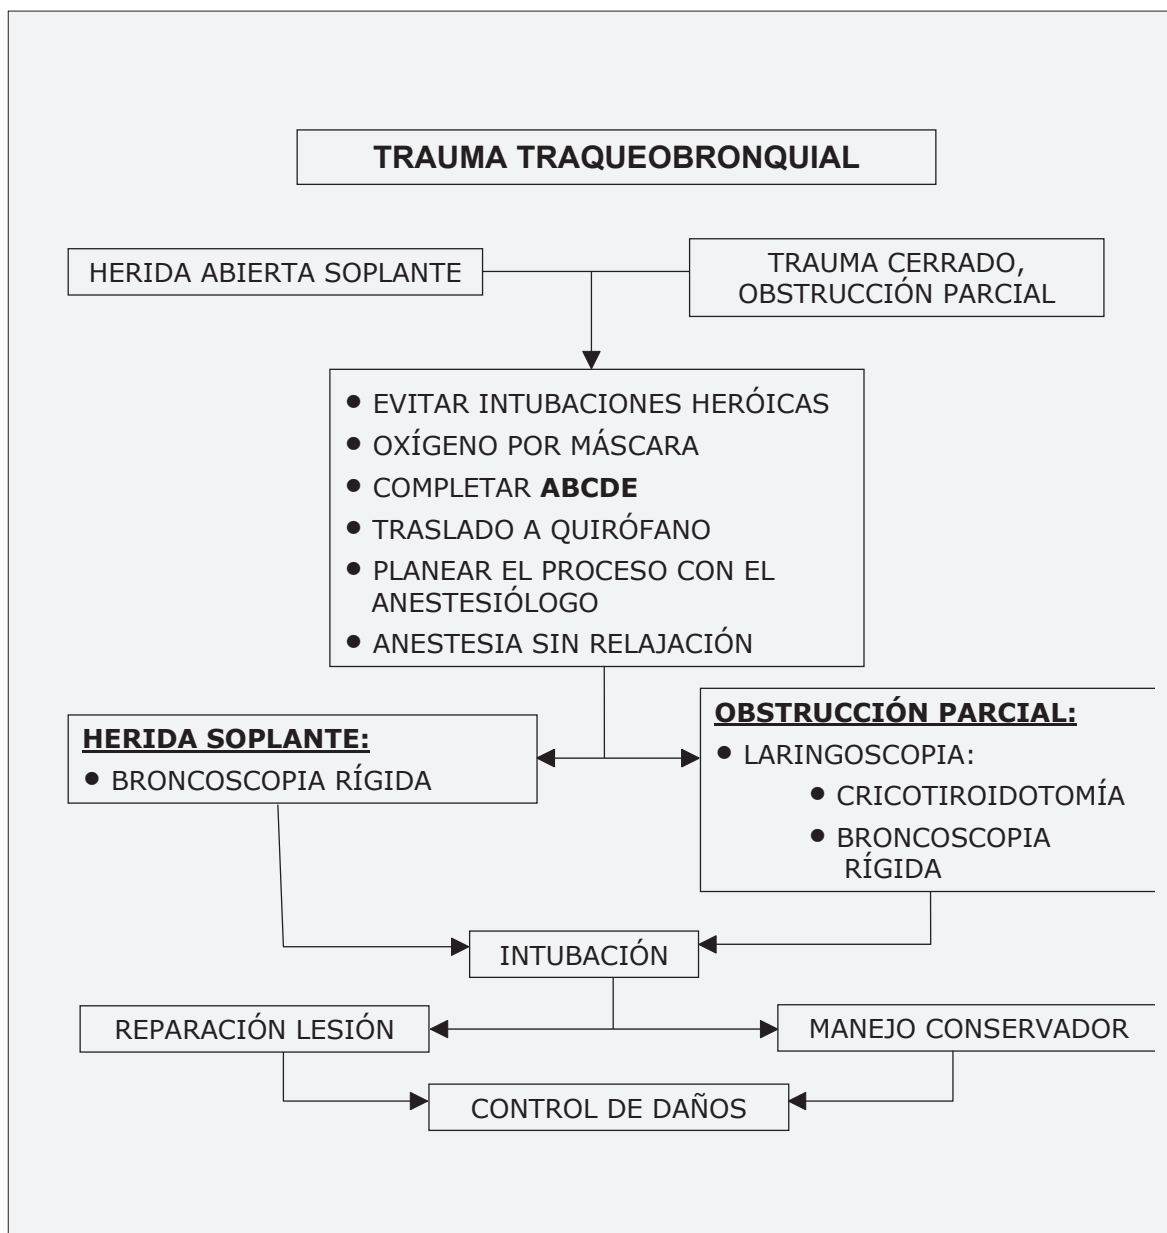 TRAUMA TRAQUEOBRONQUIAL
HERIDA ABIERTA SOPLANTE
TRAUMA CERRADO,
OBSTRUCCIÓN PARCIAL
• EVITAR INTUBACIONES HERÓICAS
• OXÍGENO POR MÁSCARA
• COMPLETAR ABCDE
• TRASLADO A QUIRÓFANO
• PLANEAR EL PROCESO CON EL
ANESTESIÓLOGO
• ANESTESIA SIN RELAJACIÓN
HERIDA SOPLANTE:
• BRONCOSCOPIA RÍGIDA
OBSTRUCCIÓN PARCIAL:
• LARINGOSCOPIA:
• CRICOTIROIDOTOMÍA
• BRONCOSCOPIA
RÍGIDA
INTUBACIÓN
REPARACIÓN LESIÓN
MANEJO CONSERVADOR
CONTROL DE DAÑOS